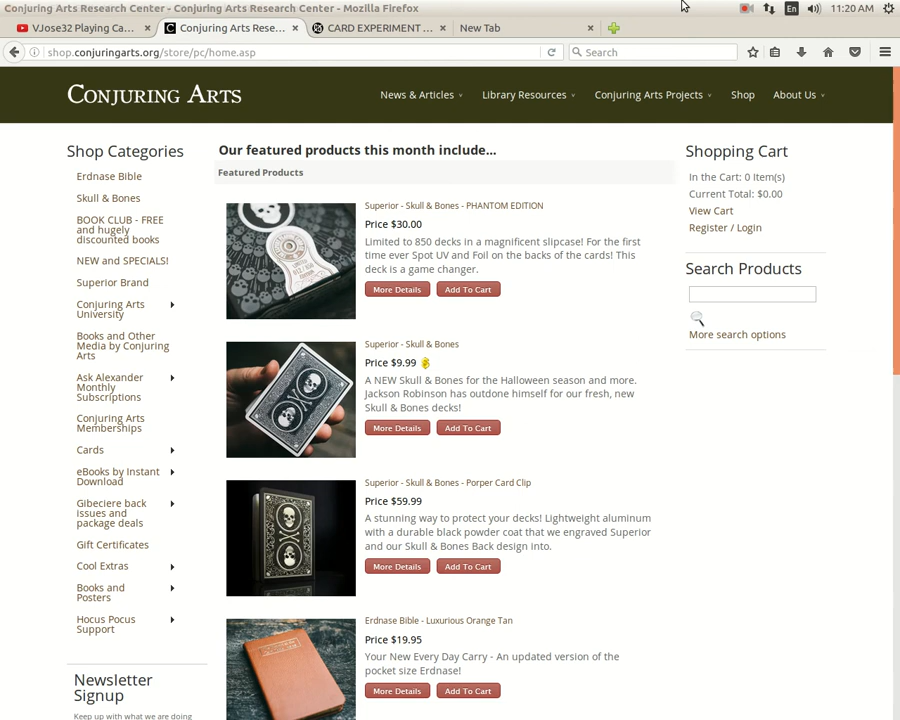 Conjuring Arts Research Center - Conjuring Arts Research Center - Mozilla Firefox
En 11:20 AM
VJose32 Playing Ca... × Conjuring Arts Rese... × CARD EXPERIMENT ... × New Tab ×
shop.conjuringarts.org/store/pc/home.asp Search
CONJURING ARTS News & Articles Library Resources Conjuring Arts Projects Shop About Us
Shop Categories
Erdnase Bible
Skull & Bones
BOOK CLUB - FREE
and hugely
discounted books
NEW and SPECIALS!
Superior Brand
Conjuring Arts
University
Books and Other
Media by Conjuring
Arts
Ask Alexander
Monthly
Subscriptions
Conjuring Arts
Memberships
Cards
eBooks by Instant
Download
Gibeciere back
issues and
package deals
Gift Certificates
Cool Extras
Books and
Posters
Hocus Pocus
Support
Newsletter
Signup
Keep up with what we are doing
Our featured products this month include...
Featured Products
Superior - Skull & Bones - PHANTOM EDITION
Price $30.00
Limited to 850 decks in a magnificent slipcase! For the first
time ever Spot UV and Foil on the backs of the cards! This
deck is a game changer.
More Details Add To Cart
Superior - Skull & Bones
Price $9.99
A NEW Skull & Bones for the Halloween season and more.
Jackson Robinson has outdone himself for our fresh, new
Skull & Bones decks!
More Details Add To Cart
Superior - Skull & Bones - Porper Card Clip
Price $59.99
A stunning way to protect your decks! Lightweight aluminum
with a durable black powder coat that we engraved Superior
and our Skull & Bones Back design into.
More Details Add To Cart
Erdnase Bible - Luxurious Orange Tan
Price $19.95
Your New Every Day Carry - An updated version of the
pocket size Erdnase!
More Details Add To Cart
Shopping Cart
In the Cart: 0 Item(s)
Current Total: $0.00
View Cart
Register / Login
Search Products
More search options